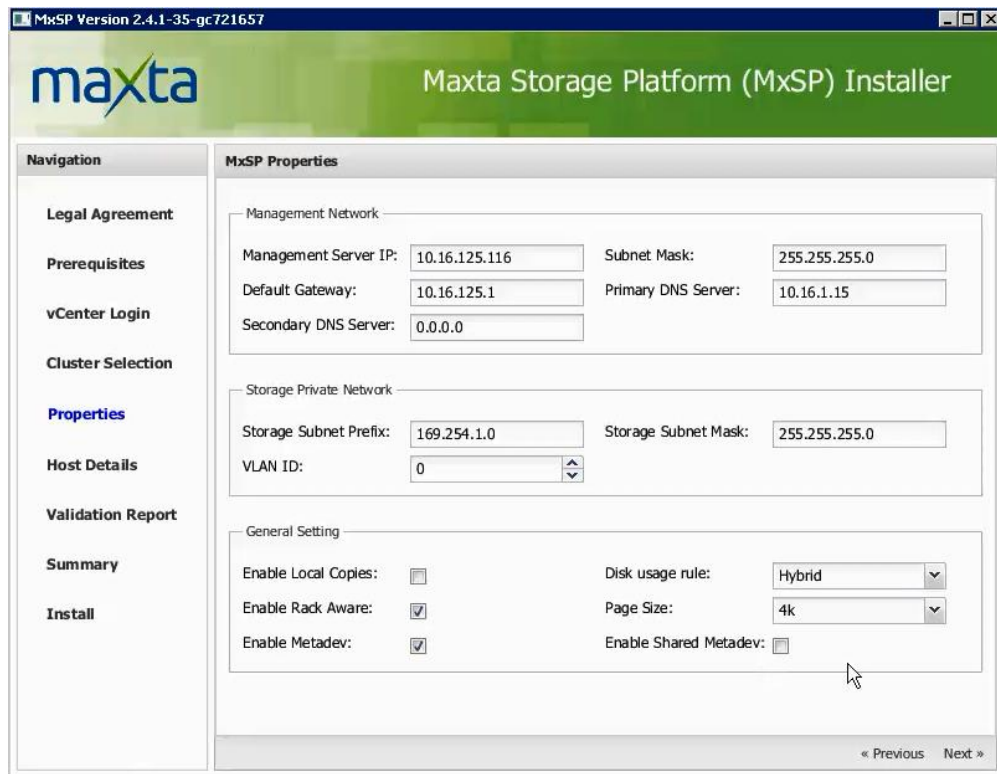 MxSP Version 2.4.1-35-gc721657
maxta
Maxta Storage Platform (MxSP) Installer
Navigation
Legal Agreement
Prerequisites
vCenter Login
Cluster Selection
Properties
Host Details
Validation Report
Summary
Install
MxSP Properties
Management Network
Management Server IP: 10.16.125.116 Subnet Mask: 255.255.255.0
Default Gateway: 10.16.125.1 Primary DNS Server: 10.16.1.15
Secondary DNS Server: 0.0.0.0
Storage Private Network
Storage Subnet Prefix: 169.254.1.0 Storage Subnet Mask: 255.255.255.0
VLAN ID: 0
General Setting
Enable Local Copies: Disk usage rule: Hybrid
Enable Rack Aware: Page Size: 4k
Enable Metadev: Enable Shared Metadev:
« Previous Next »